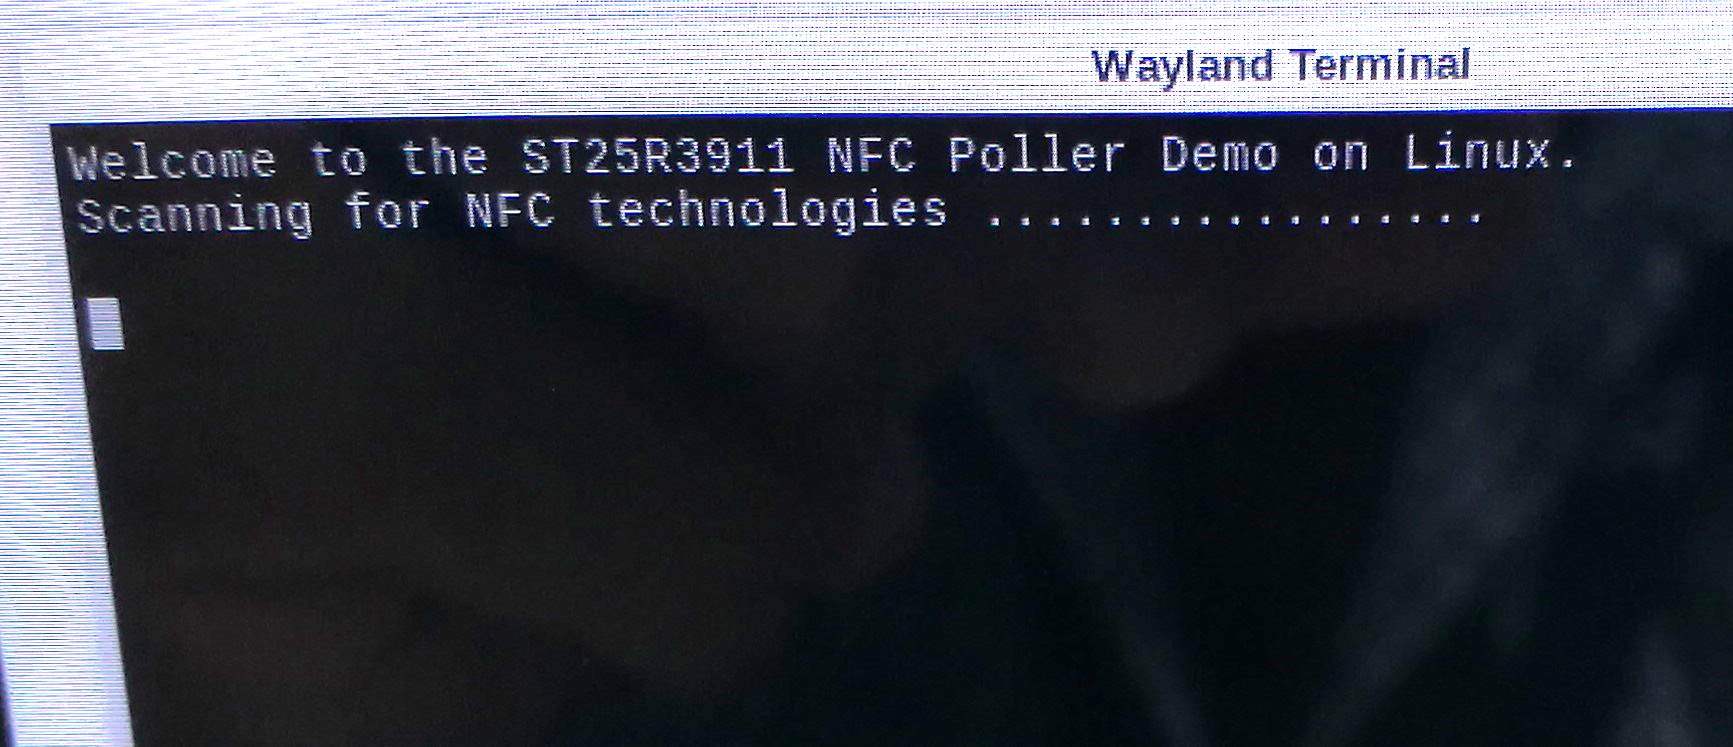 Wayland Terminal
Welcome to the ST25R3911 NFC Poller Demo on Linux.
Scanning for NFC technologies .................